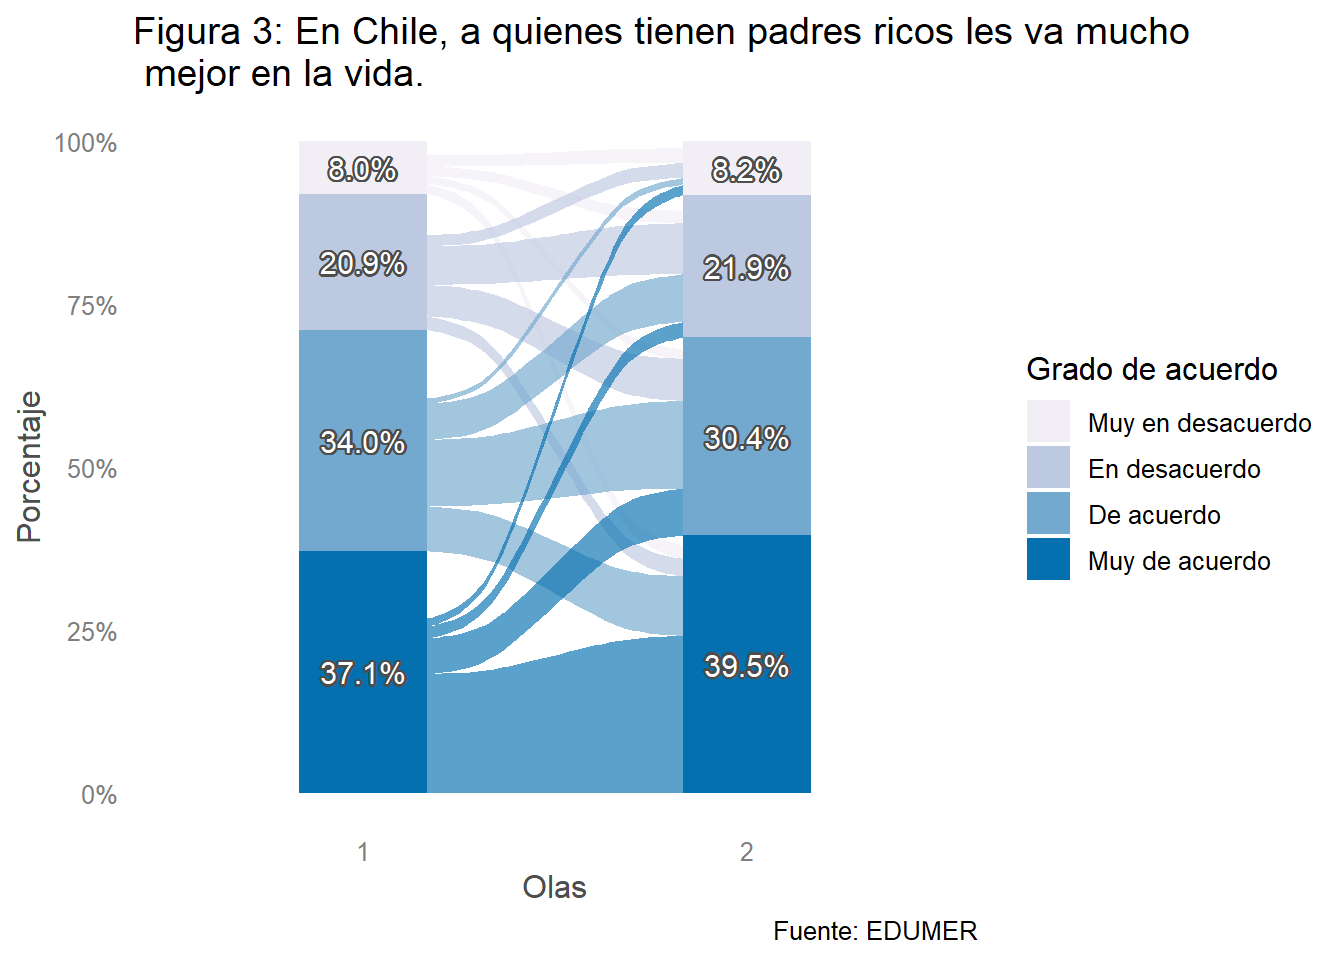 Figura 3: En Chile, a quienes tienen padres ricos les va mucho
mejor en la vida.
100%
75%
50%
25%
0%
Porcentaje
8.0%
20.9%
34.0%
37.1%
8.2%
21.9%
30.4%
39.5%
1
2
Olas
Grado de acuerdo
Muy en desacuerdo
En desacuerdo
De acuerdo
Muy de acuerdo
Fuente: EDUMER